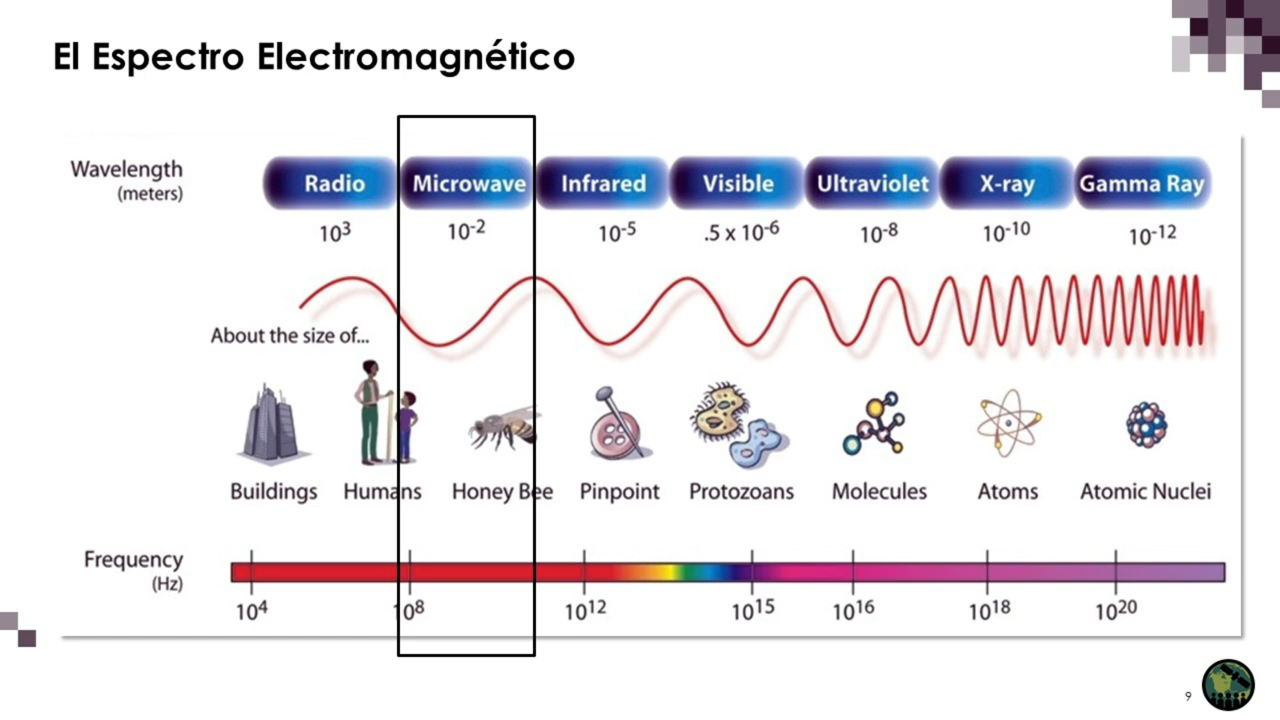 El Espectro Electromagnético
Wavelength
(meters)
Radio Microwave Infrared Visible Ultraviolet X-ray Gamma Ray
10³ 10⁻² 10⁻⁵ .5 x 10⁻⁶ 10⁻⁸ 10⁻¹⁰ 10⁻¹²
About the size of...
Buildings Humans Honey Bee Pinpoint Protozoans Molecules Atoms Atomic Nuclei
Frequency
(Hz)
10⁴ 10⁸ 10¹² 10¹⁵ 10¹⁶ 10¹⁸ 10²⁰
9